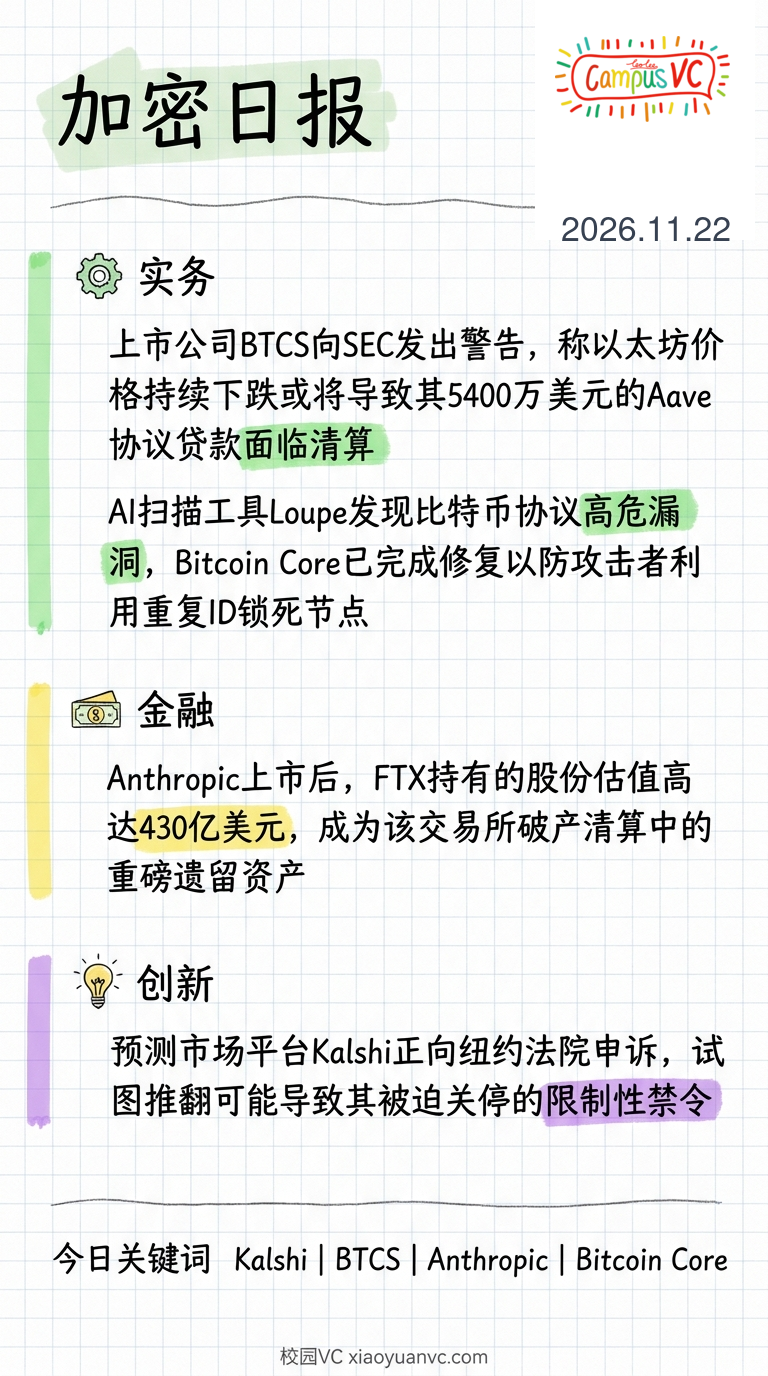 加密日报
leolee
Campus VC
2026.11.22
实务
上市公司BTCS向SEC发出警告，称以太坊价
格持续下跌或将导致其5400万美元的Aave
协议贷款面临清算
AI扫描工具Loupe发现比特币协议高危漏
洞，Bitcoin Core已完成修复以防攻击者利
用重复ID锁死节点
金融
Anthropic上市后，FTX持有的股份估值高
达430亿美元，成为该交易所破产清算中的
重磅遗留资产
创新
预测市场平台Kalshi正向纽约法院申诉，试
图推翻可能导致其被迫关停的限制性禁令
今日关键词 Kalshi | BTCS | Anthropic | Bitcoin Core
校园VC xiaoyuanvc.com